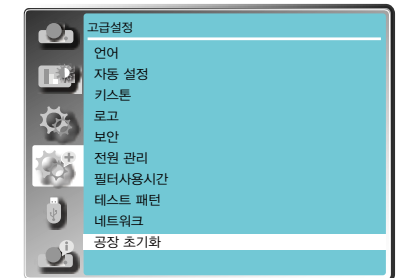 고급설정
언어
자동 설정
키스톤
로고
보안
전원 관리
필터사용시간
테스트 패턴
네트워크
공장 초기화